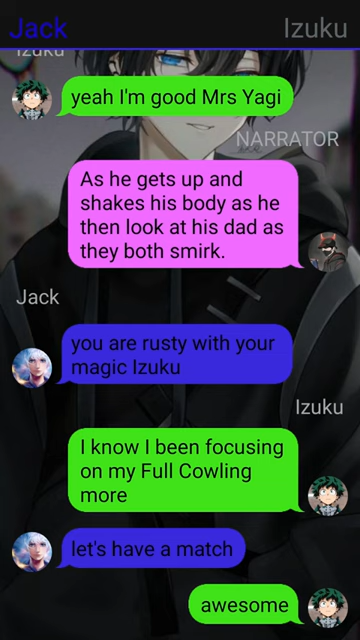 Jack Izuku
Izuku
yeah I'm good Mrs Yagi
NARRATOR
As he gets up and
shakes his body as he
then look at his dad as
they both smirk.
Jack
you are rusty with your
magic Izuku
Izuku
I know I been focusing
on my Full Cowling
more
let's have a match
awesome